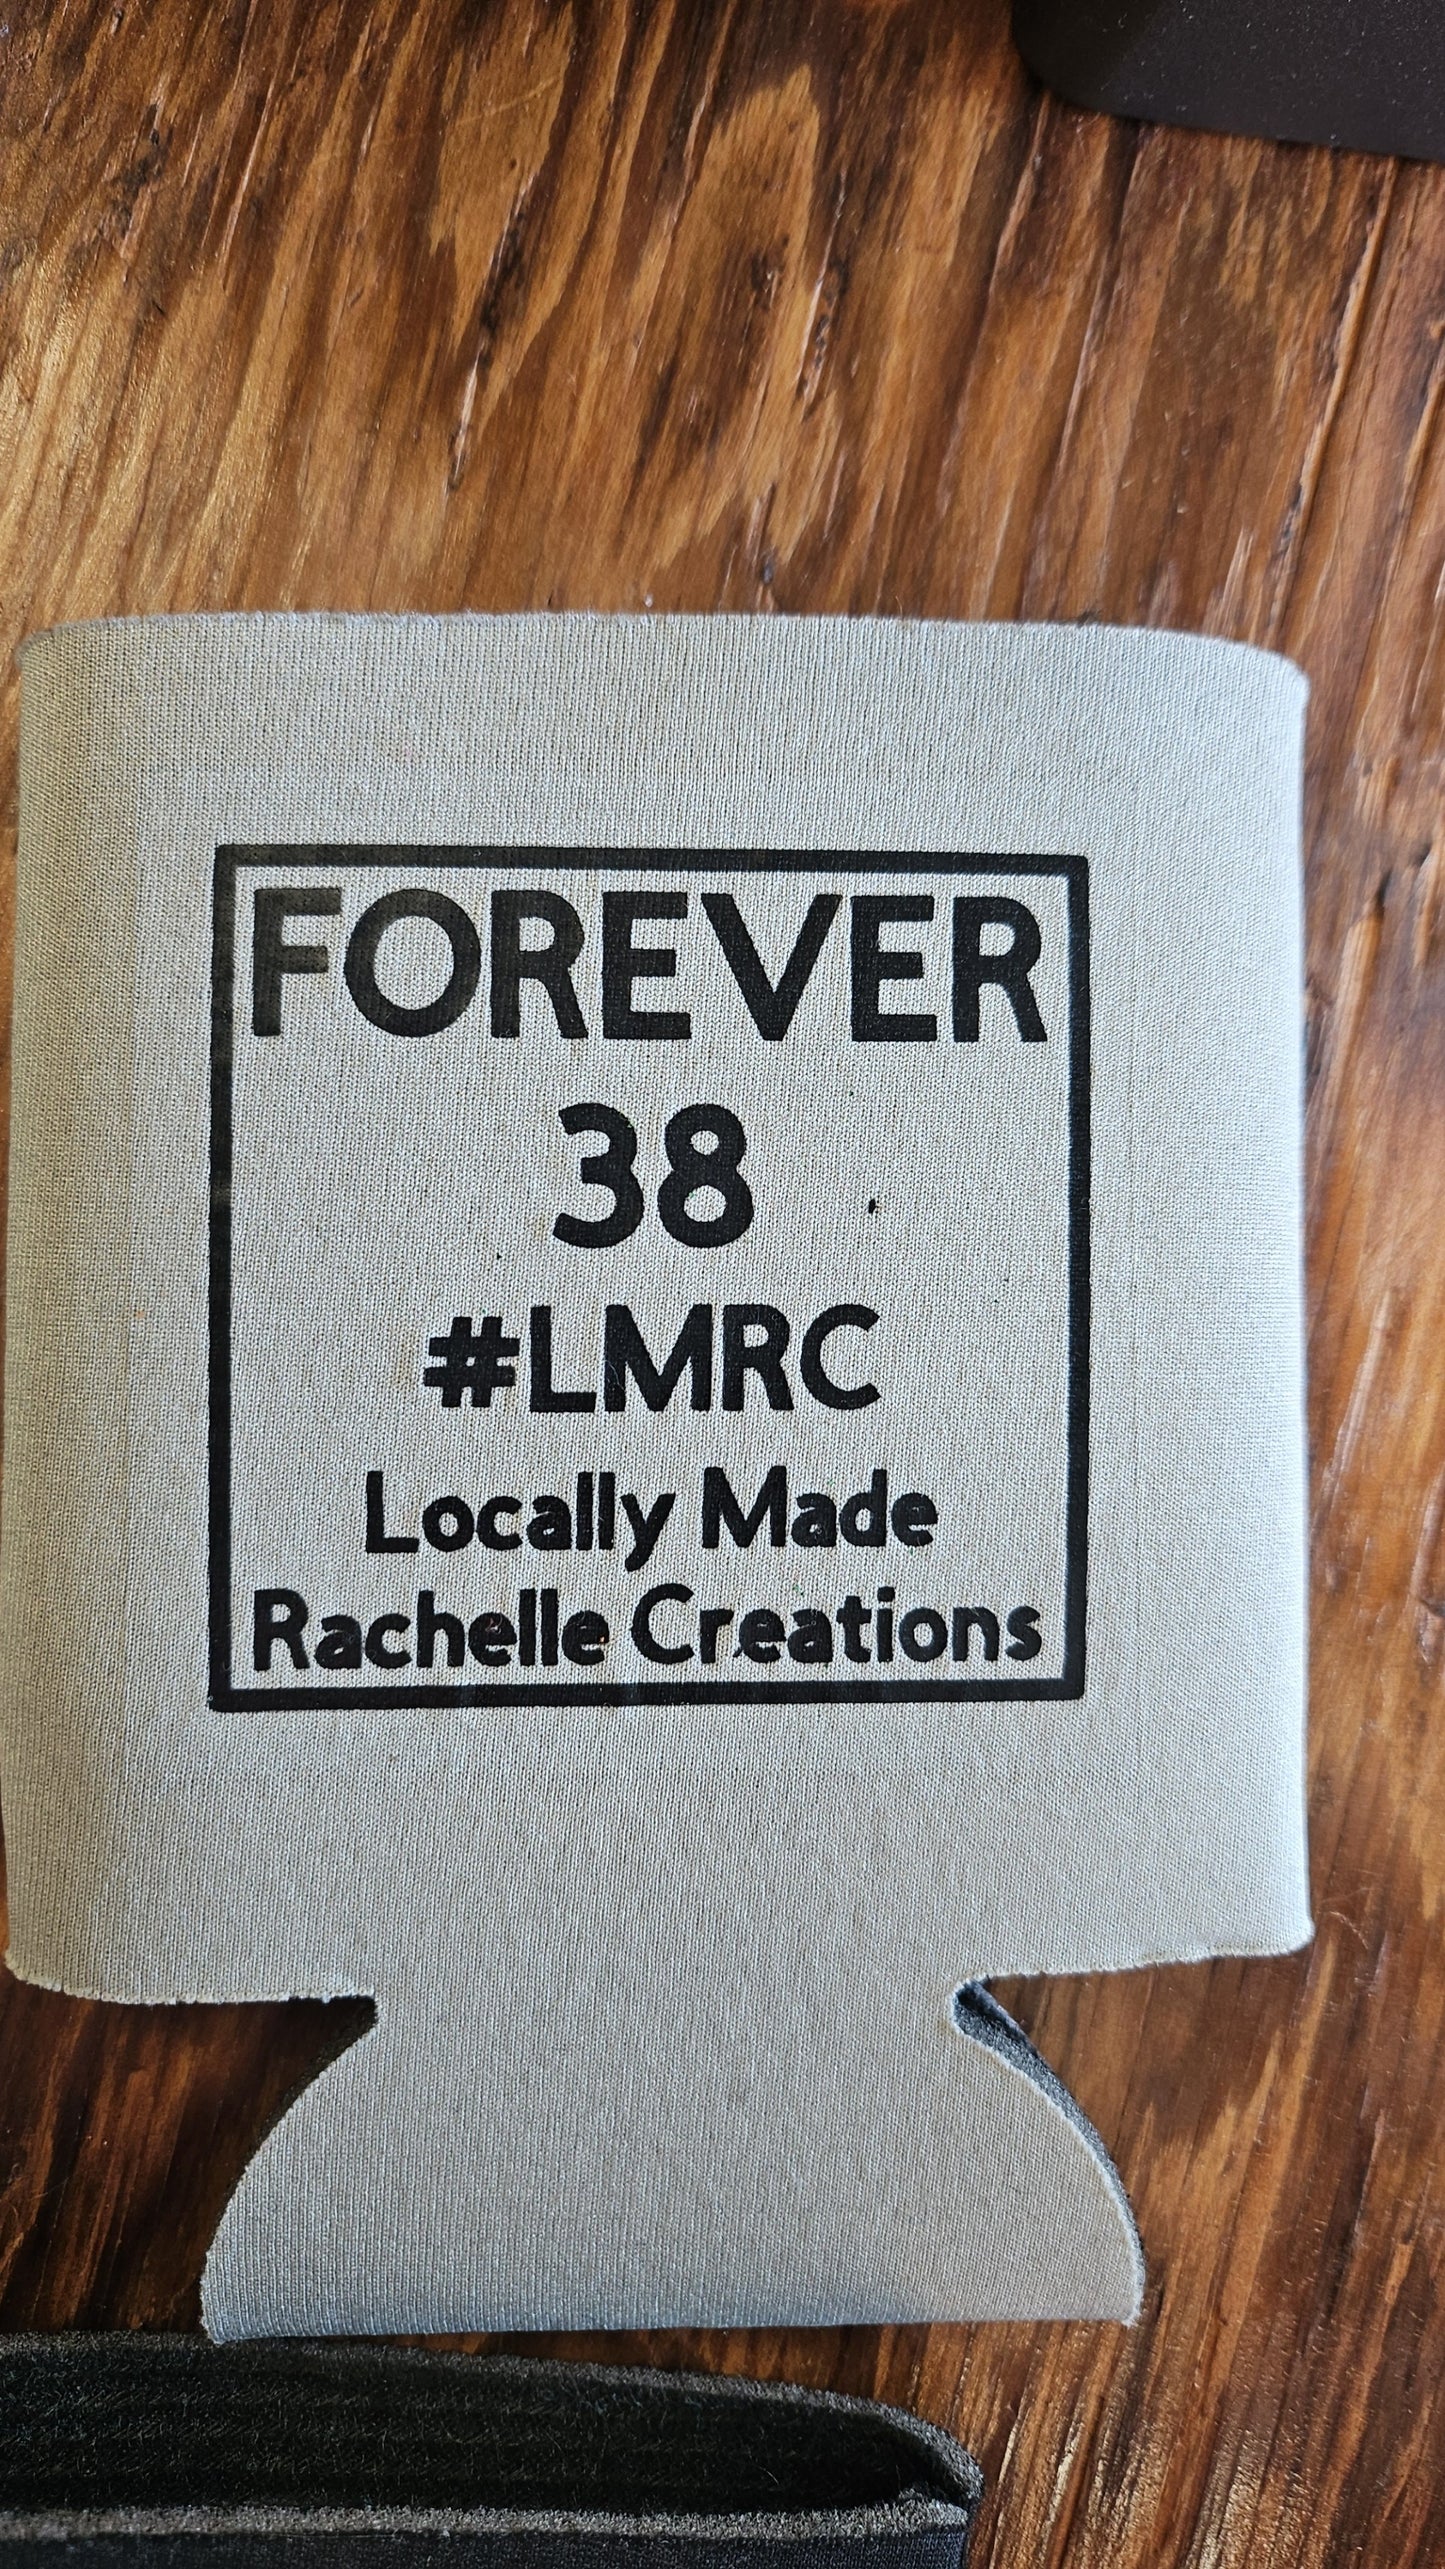 FOREVER
38
#LMRC
Locally Made
Rachelle Creations